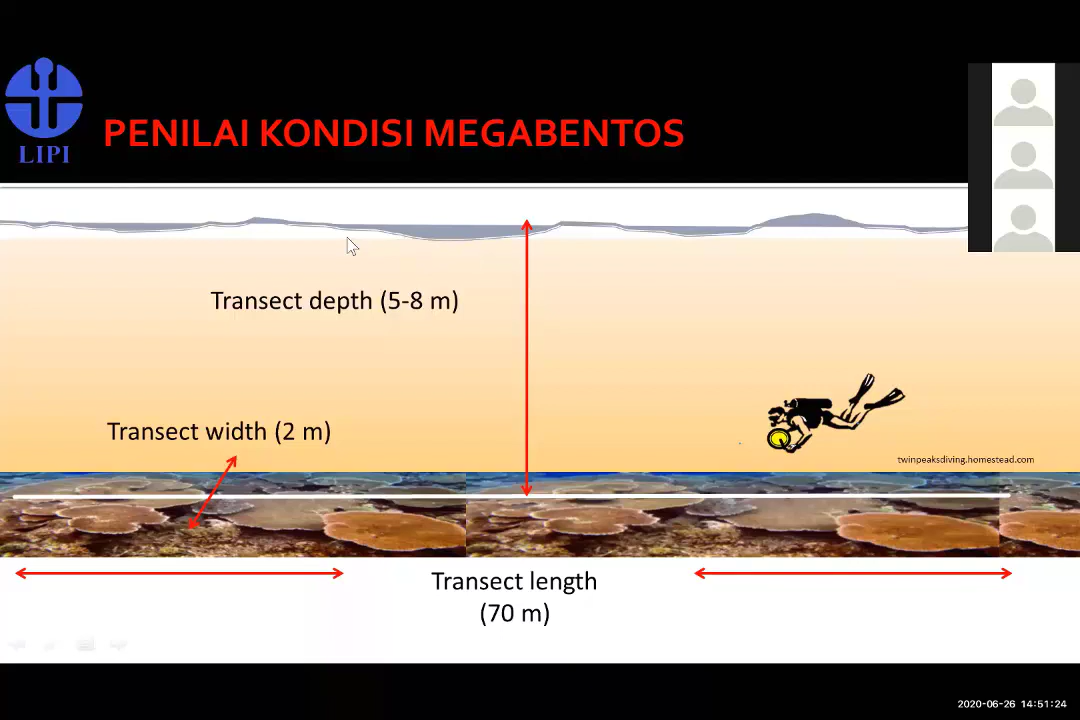 LIPI
PENILAI KONDISI MEGABENTOS
Transect depth (5-8 m)
Transect width (2 m)
twinpeaksdiving.homestead.com
Transect length
(70 m)
2020-06-26 14:51:24